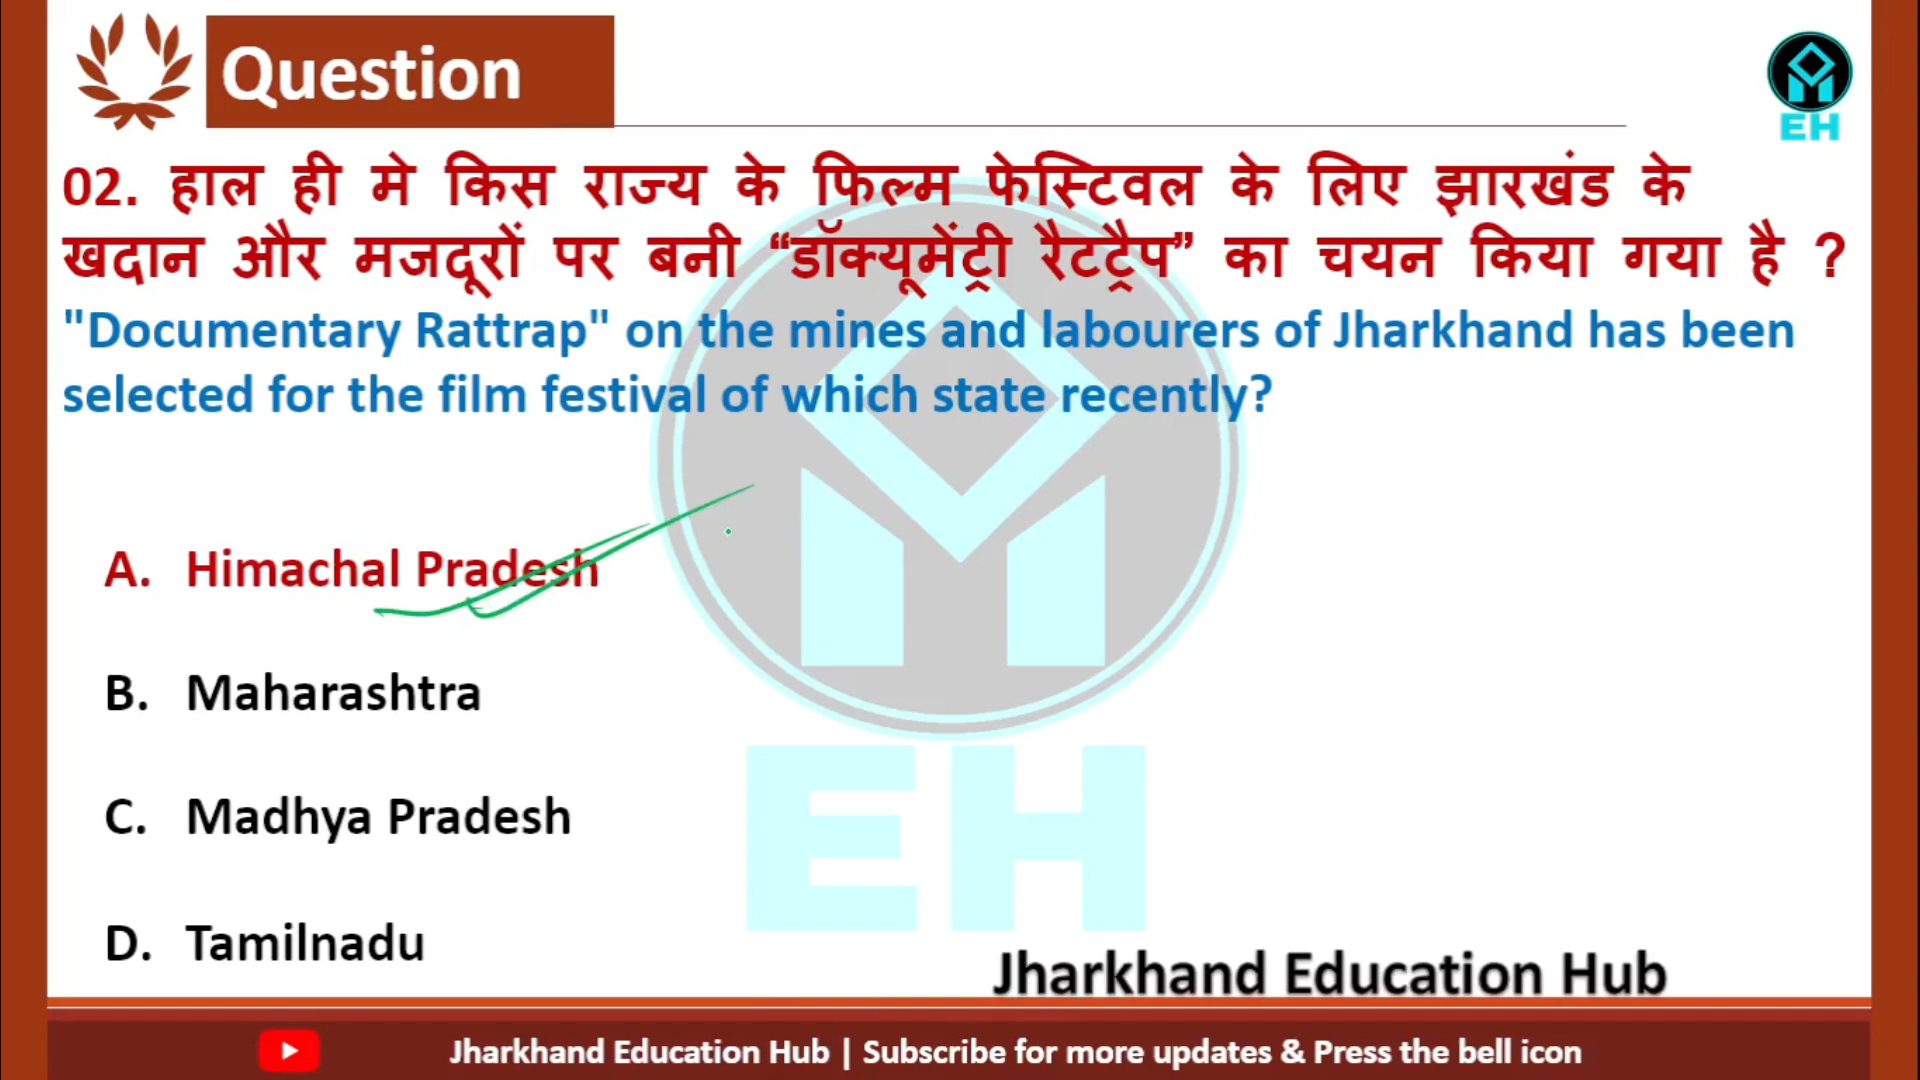 Question
EH
02. हाल ही मे किस राज्य के फिल्म फेस्टिवल के लिए झारखंड के
खदान और मजदूरों पर बनी “डॉक्यूमेंट्री रैटट्रैप” का चयन किया गया है ?
"Documentary Rattrap" on the mines and labourers of Jharkhand has been
selected for the film festival of which state recently?
A. Himachal Pradesh
B. Maharashtra
C. Madhya Pradesh
D. Tamilnadu
EH
Jharkhand Education Hub
Jharkhand Education Hub | Subscribe for more updates & Press the bell icon